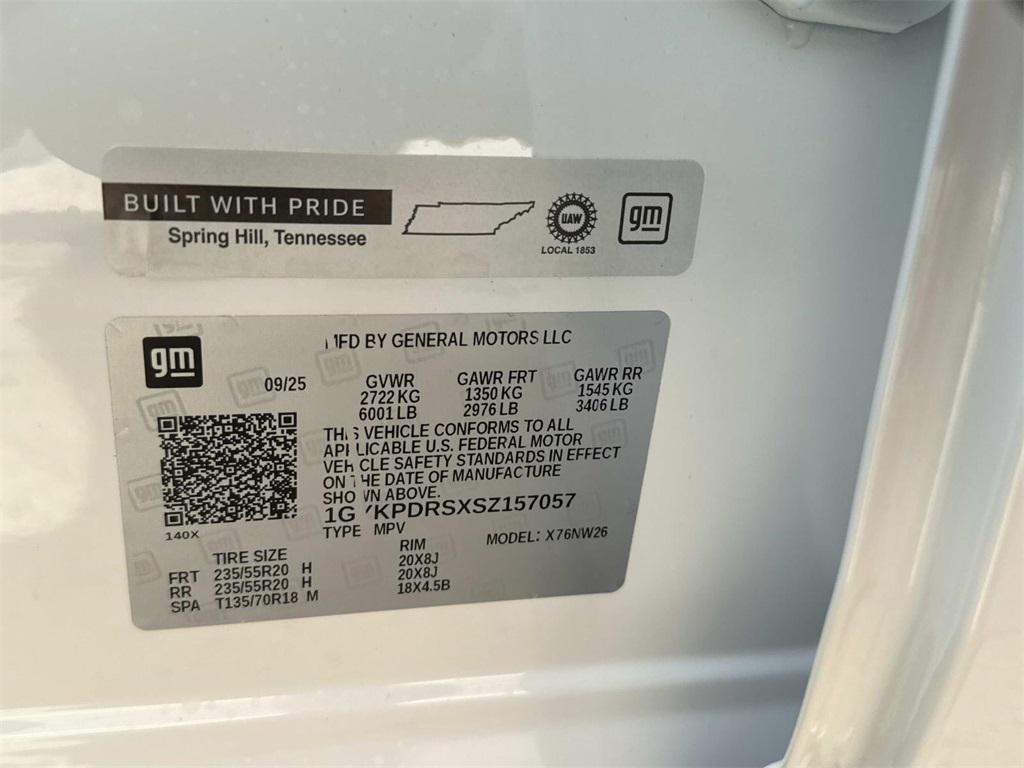 BUILT WITH PRIDE
Spring Hill, Tennessee
UAW
LOCAL 1853
gm
gm
MFD BY GENERAL MOTORS LLC
09/25
GVWR GAWR FRT GAWR RR
2722 KG 1350 KG 1545 KG
6001 LB 2976 LB 3406 LB
THIS VEHICLE CONFORMS TO ALL
APPLICABLE U.S. FEDERAL MOTOR
VEHICLE SAFETY STANDARDS IN EFFECT
ON THE DATE OF MANUFACTURE
SHOWN ABOVE.
1GYKPDRSXSZ157057
TYPE MPV
MODEL: X76NW26
140X
TIRE SIZE RIM
FRT 235/55R20 H 20X8J
RR 235/55R20 H 20X8J
SPA T135/70R18 M 18X4.5B